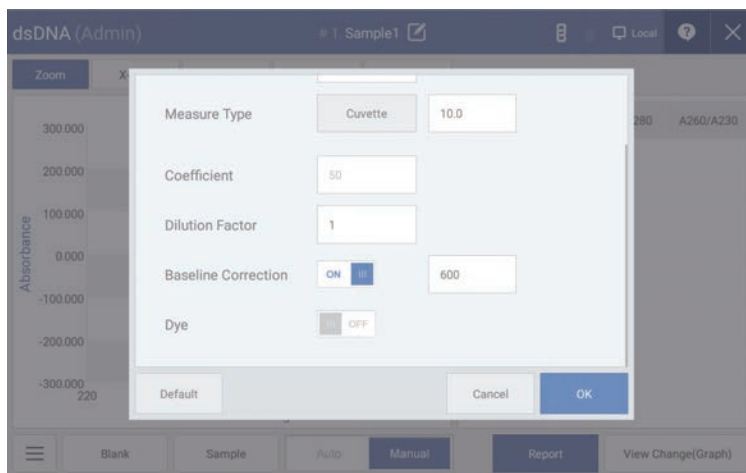 dsDNA (Admin)
# 1. Sample1
Local
?
Zoom
X-
Measure Type
Cuvette
10.0
280
A260/A230
Coefficient
50
Dilution Factor
1
Baseline Correction
ON
600
Dye
OFF
Default
Cancel
OK
Absorbance
300.000
200.000
100.000
0.000
-100.000
-200.000
-300.000
220
Blank
Sample
Auto
Manual
Report
View Change(Graph)